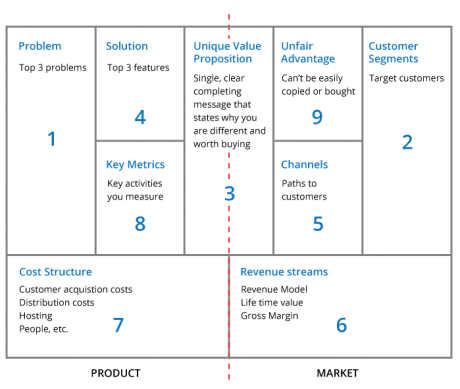 Problem
Top 3 problems
1
Solution
Top 3 features
4
Key Metrics
Key activities
you measure
8
Unique Value
Proposition
Single, clear
completing
message that
states why you
are different and
worth buying
3
Unfair
Advantage
Can't be easily
copied or bought
9
Channels
Paths to
customers
5
Customer
Segments
Target customers
2
Cost Structure
Customer acquistion costs
Distribution costs
Hosting
People, etc.
7
Revenue streams
Revenue Model
Life time value
Gross Margin
6
PRODUCT
MARKET